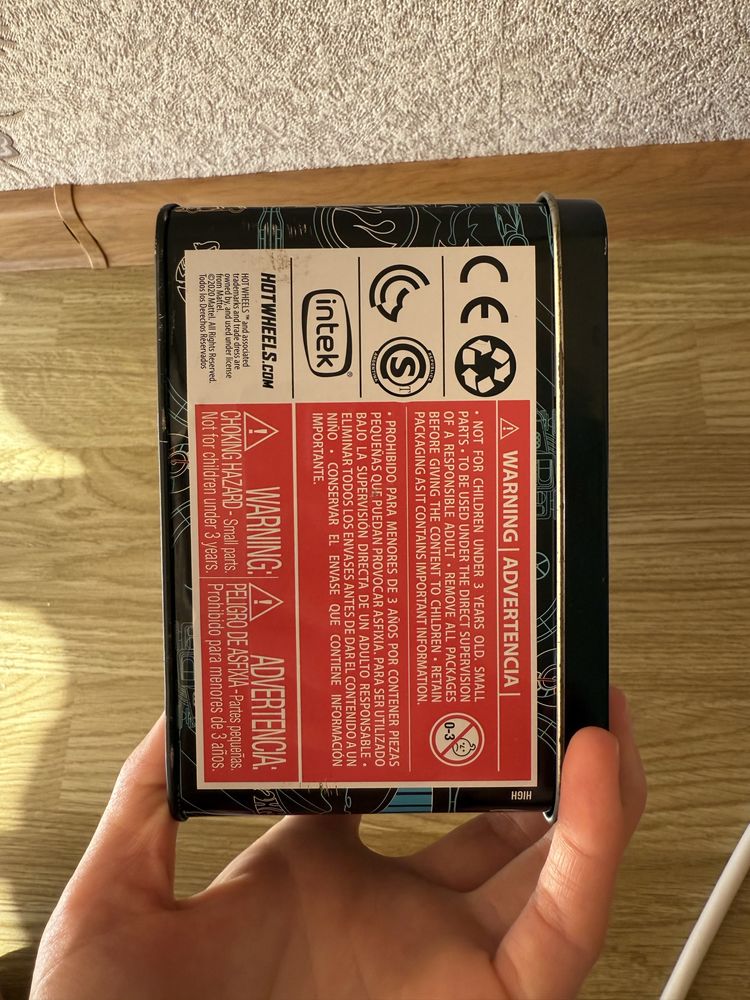 WARNING | ADVERTENCIA
• NOT FOR CHILDREN UNDER 3 YEARS OLD. SMALL
PARTS. • TO BE USED UNDER THE DIRECT SUPERVISION
OF A RESPONSIBLE ADULT • REMOVE ALL PACKAGES
BEFORE GIVING THE CONTENT TO CHILDREN • RETAIN
PACKAGING AS IT CONTAINS IMPORTANT INFORMATION.
0-3
• PROHIBIDO PARA MENORES DE 3 AÑOS POR CONTENER PIEZAS
PEQUEÑAS QUE PUEDAN PROVOCAR ASFIXIA. PARA SER UTILIZADO
BAJO LA SUPERVISIÓN DIRECTA DE UN ADULTO RESPONSABLE •
ELIMINAR TODOS LOS ENVASES ANTES DE DAR EL CONTENIDO A UN
NIÑO • CONSERVAR EL ENVASE QUE CONTIENE INFORMACIÓN
IMPORTANTE.
WARNING:
CHOKING HAZARD - Small parts.
Not for children under 3 years.
ADVERTENCIA:
PELIGRO DE ASFIXIA - Partes pequeñas.
Prohibido para menores de 3 años.
CE
S
T
intek®
HOTWHEELS.COM
HOT WHEELS™ and associated
trademarks and trade dress are
owned by, and used under license
from Mattel.
©2020 Mattel. All Rights Reserved.
Todos los Derechos Reservados
HIGH